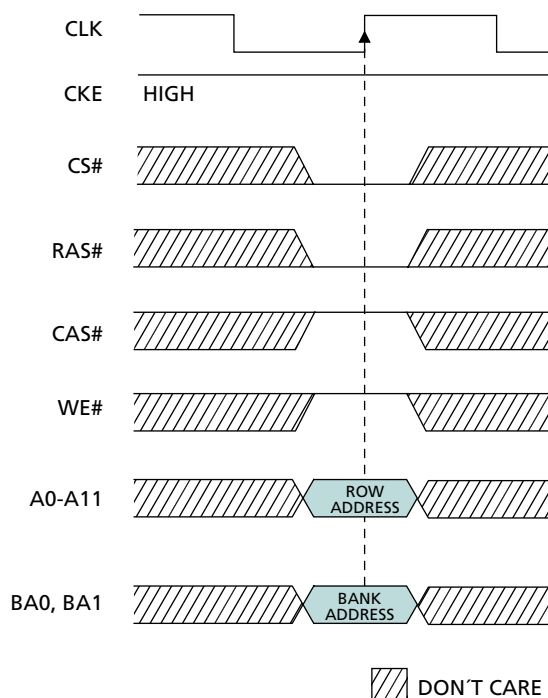 CLK
CKE HIGH
CS#
RAS#
CAS#
WE#
A0-A11 ROW
ADDRESS
BA0, BA1 BANK
ADDRESS
DON´T CARE